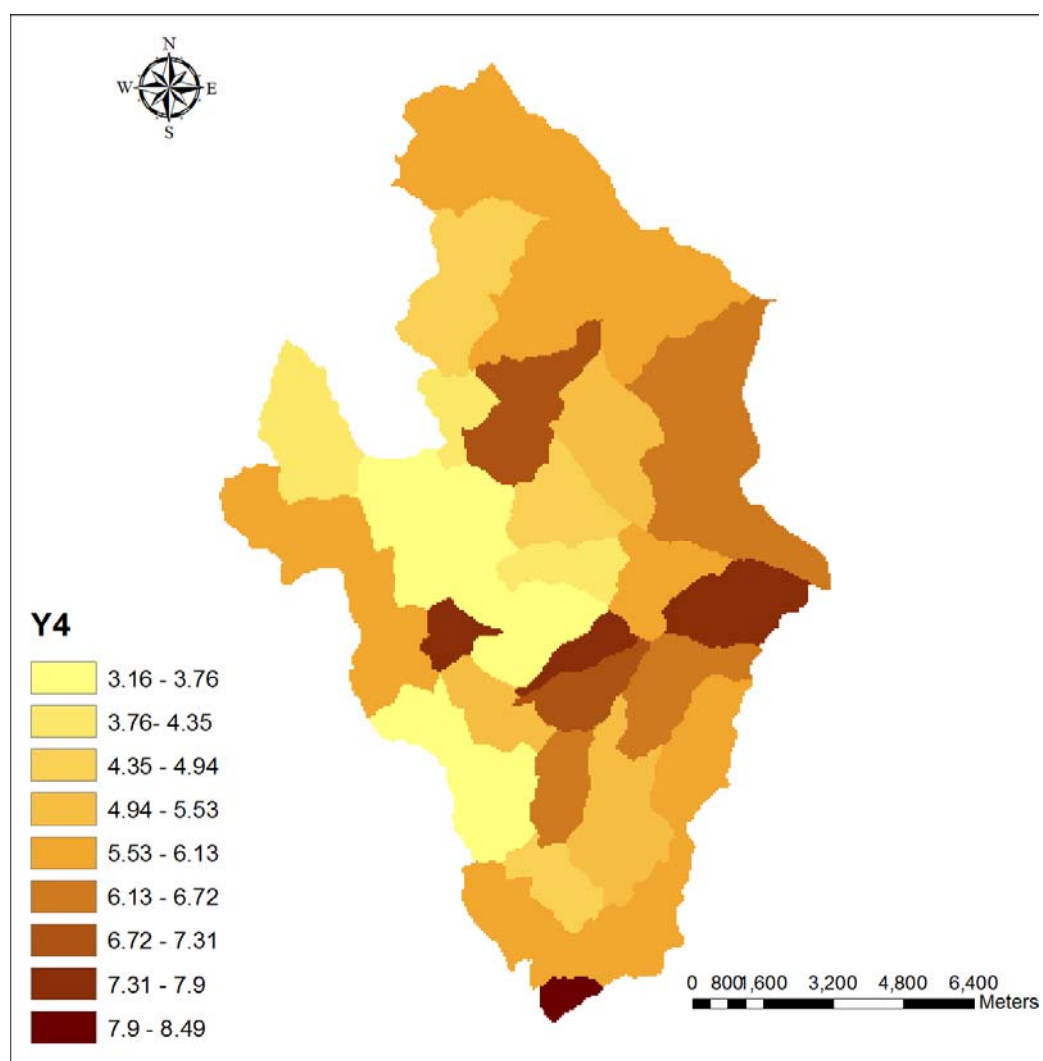 N
W E
S
Y4
3.16 - 3.76
3.76- 4.35
4.35 - 4.94
4.94 - 5.53
5.53 - 6.13
6.13 - 6.72
6.72 - 7.31
7.31 - 7.9
7.9 - 8.49
0 8001,600 3,200 4,800 6,400
Meters